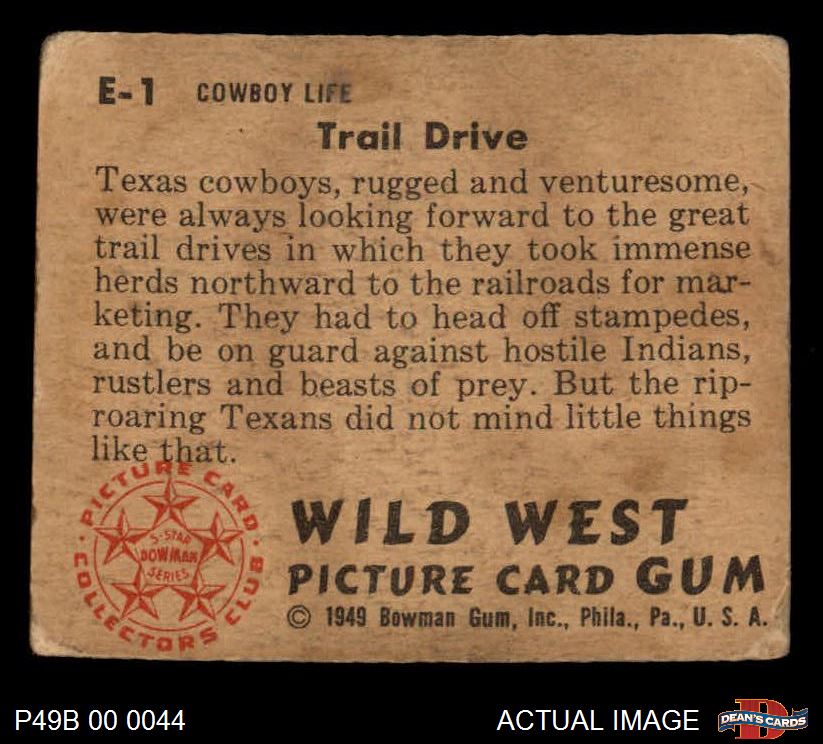 E-1 COWBOY LIFE
Trail Drive
Texas cowboys, rugged and venturesome,
were always looking forward to the great
trail drives in which they took immense
herds northward to the railroads for mar-
keting. They had to head off stampedes,
and be on guard against hostile Indians,
rustlers and beasts of prey. But the rip-
roaring Texans did not mind little things
like that.
PICTURE CARD
COLLECTORS CLUB
5-STAR
BOWMAN
SERIES
WILD WEST
PICTURE CARD GUM
© 1949 Bowman Gum, Inc., Phila., Pa., U. S. A.
P49B 00 0044
ACTUAL IMAGE
DEAN'S CARDS